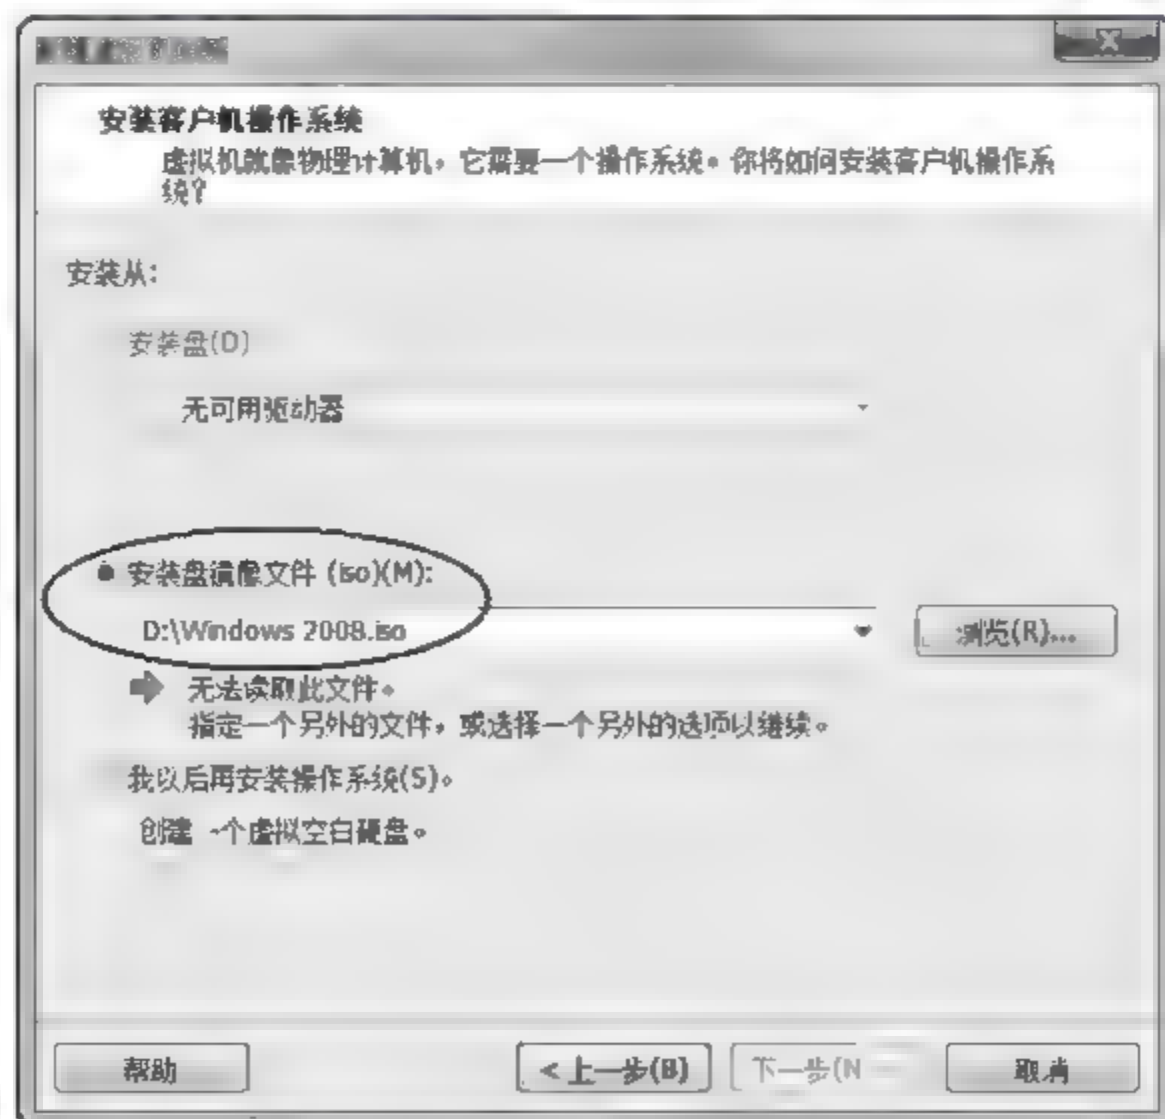 安装客户机操作系统
虚拟机就像物理计算机，它需要一个操作系统。你将如何安装客户机操作系
统?
安装从:
安装盘(D)
无可用驱动器
安装盘镜像文件 (iso)(M):
D:\Windows 2008.iso
浏览(R)...
无法读取此文件。
指定一个另外的文件，或选择一个另外的选项以继续。
我以后再安装操作系统(S)。
创建一个虚拟空白硬盘。
帮助
<上一步(B)
下一步(N
取消